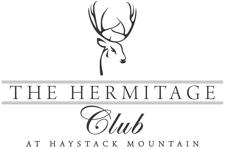 THE HERMITAGE
Club
AT HAYSTACK MOUNTAIN